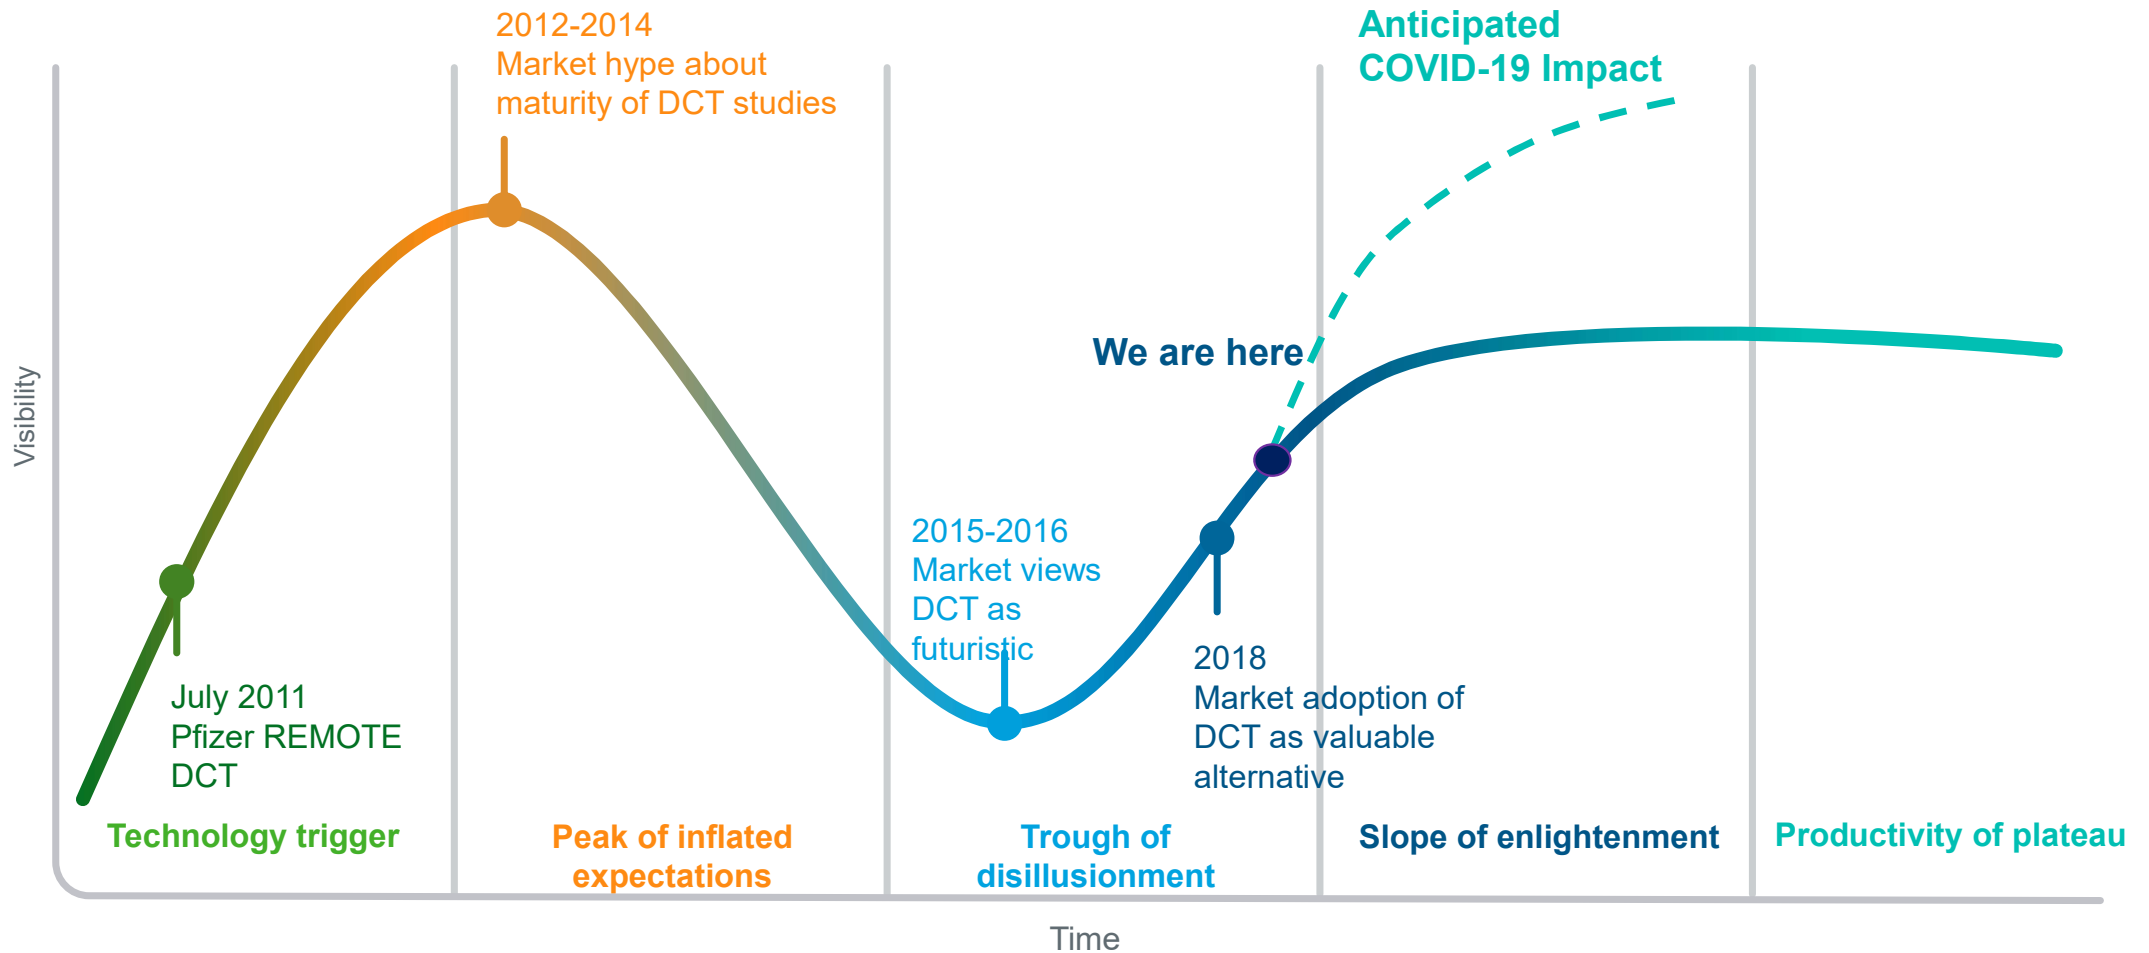 2012-2014
Market hype about
maturity of DCT studies
Anticipated
COVID-19 Impact
We are here
Visibility
2015-2016
Market views
DCT as
futuristic
July 2011
Pfizer REMOTE
DCT
2018
Market adoption of
DCT as valuable
alternative
Technology trigger
Peak of inflated
expectations
Trough of
disillusionment
Slope of enlightenment
Productivity of plateau
Time